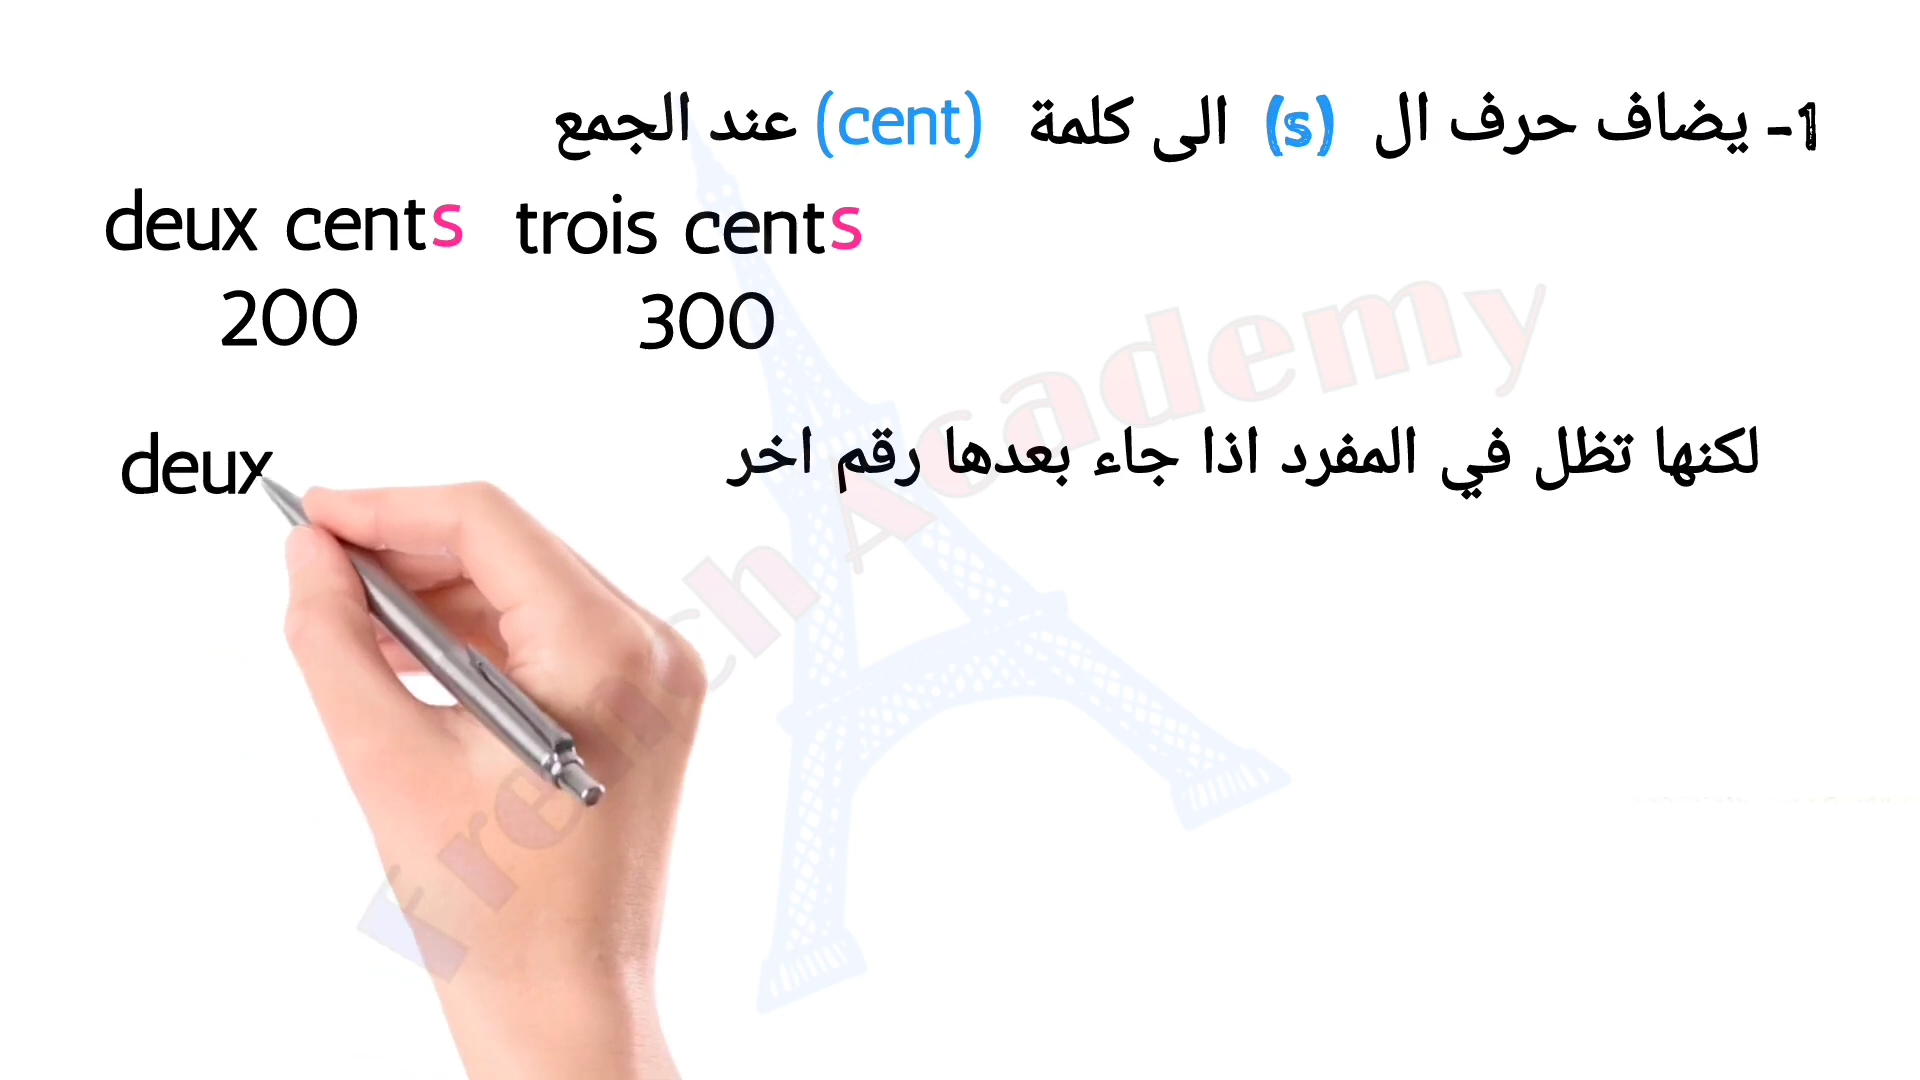 1- يضاف حرف ال (s) الى كلمة (cent) عند الجمع
deux cents trois cents
200 300
لكنها تظل في المفرد اذا جاء بعدها رقم اخر
deux
French Academy